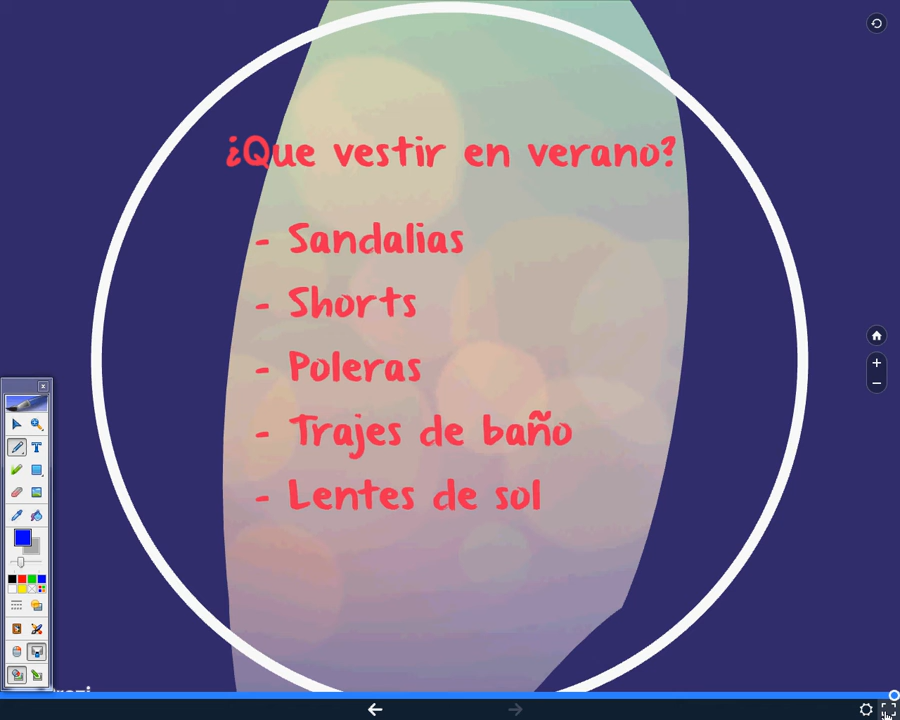 ¿Que vestir en verano?
- Sandalias
- Shorts
- Poleras
- Trajes de baño
- Lentes de sol